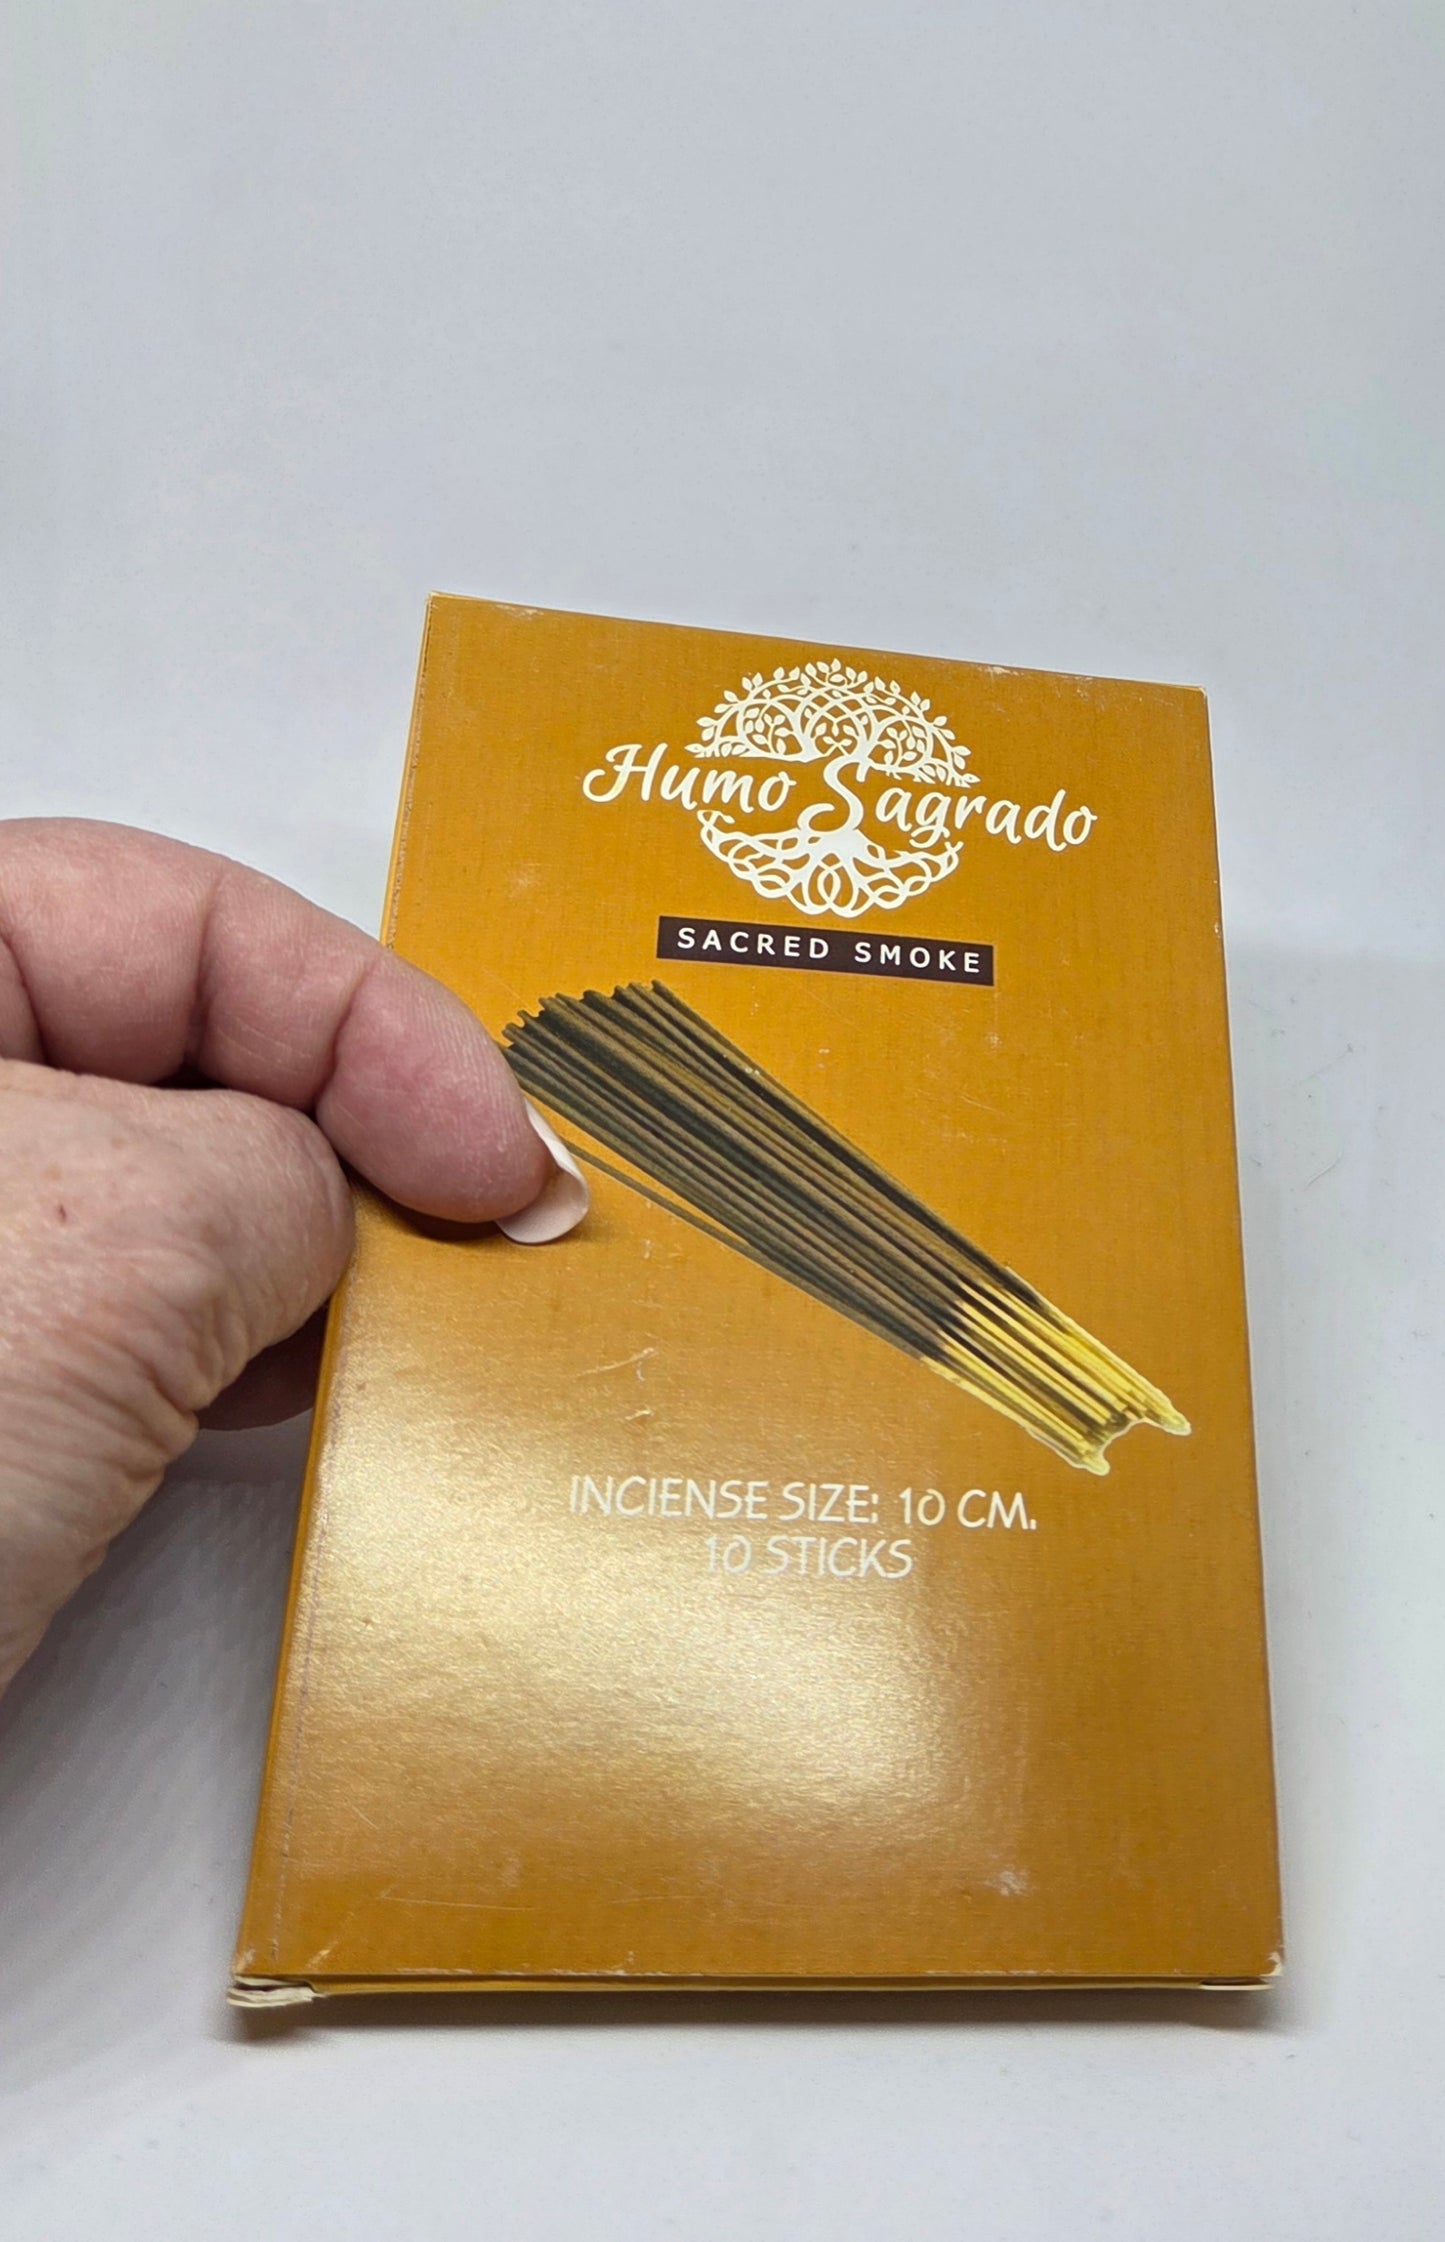 Humo Sagrado
SACRED SMOKE
INCIENSE SIZE: 10 CM.
10 STICKS